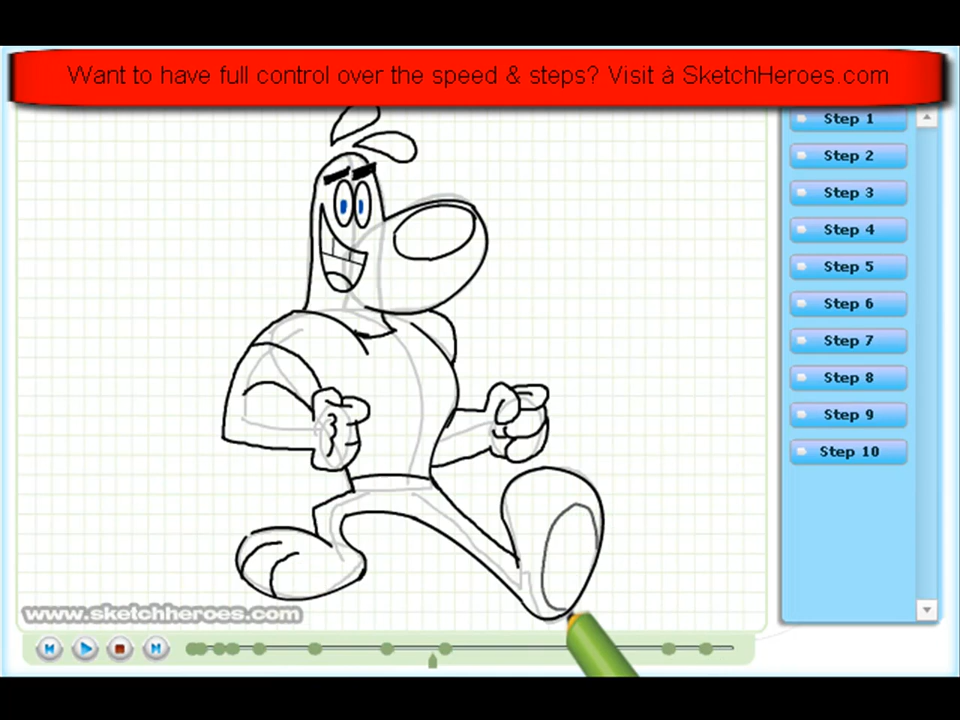 Want to have full control over the speed & steps? Visit à SketchHeroes.com
Step 1
Step 2
Step 3
Step 4
Step 5
Step 6
Step 7
Step 8
Step 9
Step 10
www.sketchheroes.com